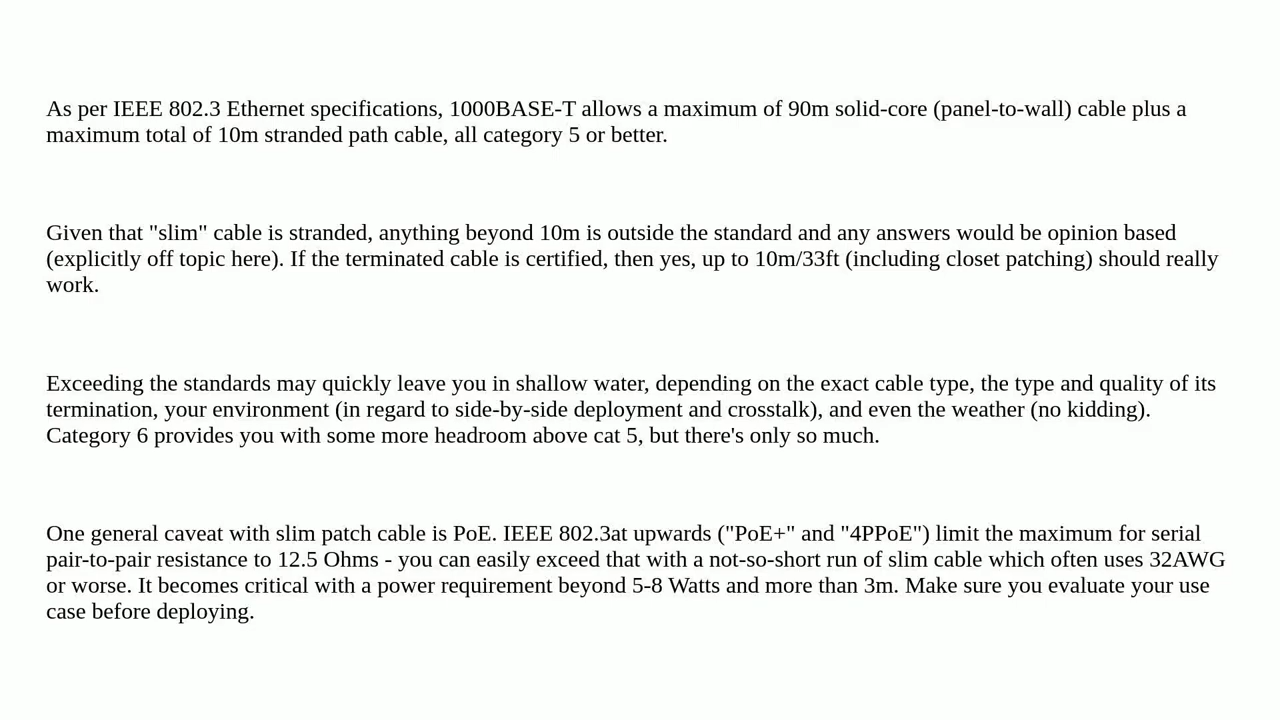 As per IEEE 802.3 Ethernet specifications, 1000BASE-T allows a maximum of 90m solid-core (panel-to-wall) cable plus a
maximum total of 10m stranded path cable, all category 5 or better.
Given that "slim" cable is stranded, anything beyond 10m is outside the standard and any answers would be opinion based
(explicitly off topic here). If the terminated cable is certified, then yes, up to 10m/33ft (including closet patching) should really
work.
Exceeding the standards may quickly leave you in shallow water, depending on the exact cable type, the type and quality of its
termination, your environment (in regard to side-by-side deployment and crosstalk), and even the weather (no kidding).
Category 6 provides you with some more headroom above cat 5, but there's only so much.
One general caveat with slim patch cable is PoE. IEEE 802.3at upwards ("PoE+" and "4PPoE") limit the maximum for serial
pair-to-pair resistance to 12.5 Ohms - you can easily exceed that with a not-so-short run of slim cable which often uses 32AWG
or worse. It becomes critical with a power requirement beyond 5-8 Watts and more than 3m. Make sure you evaluate your use
case before deploying.